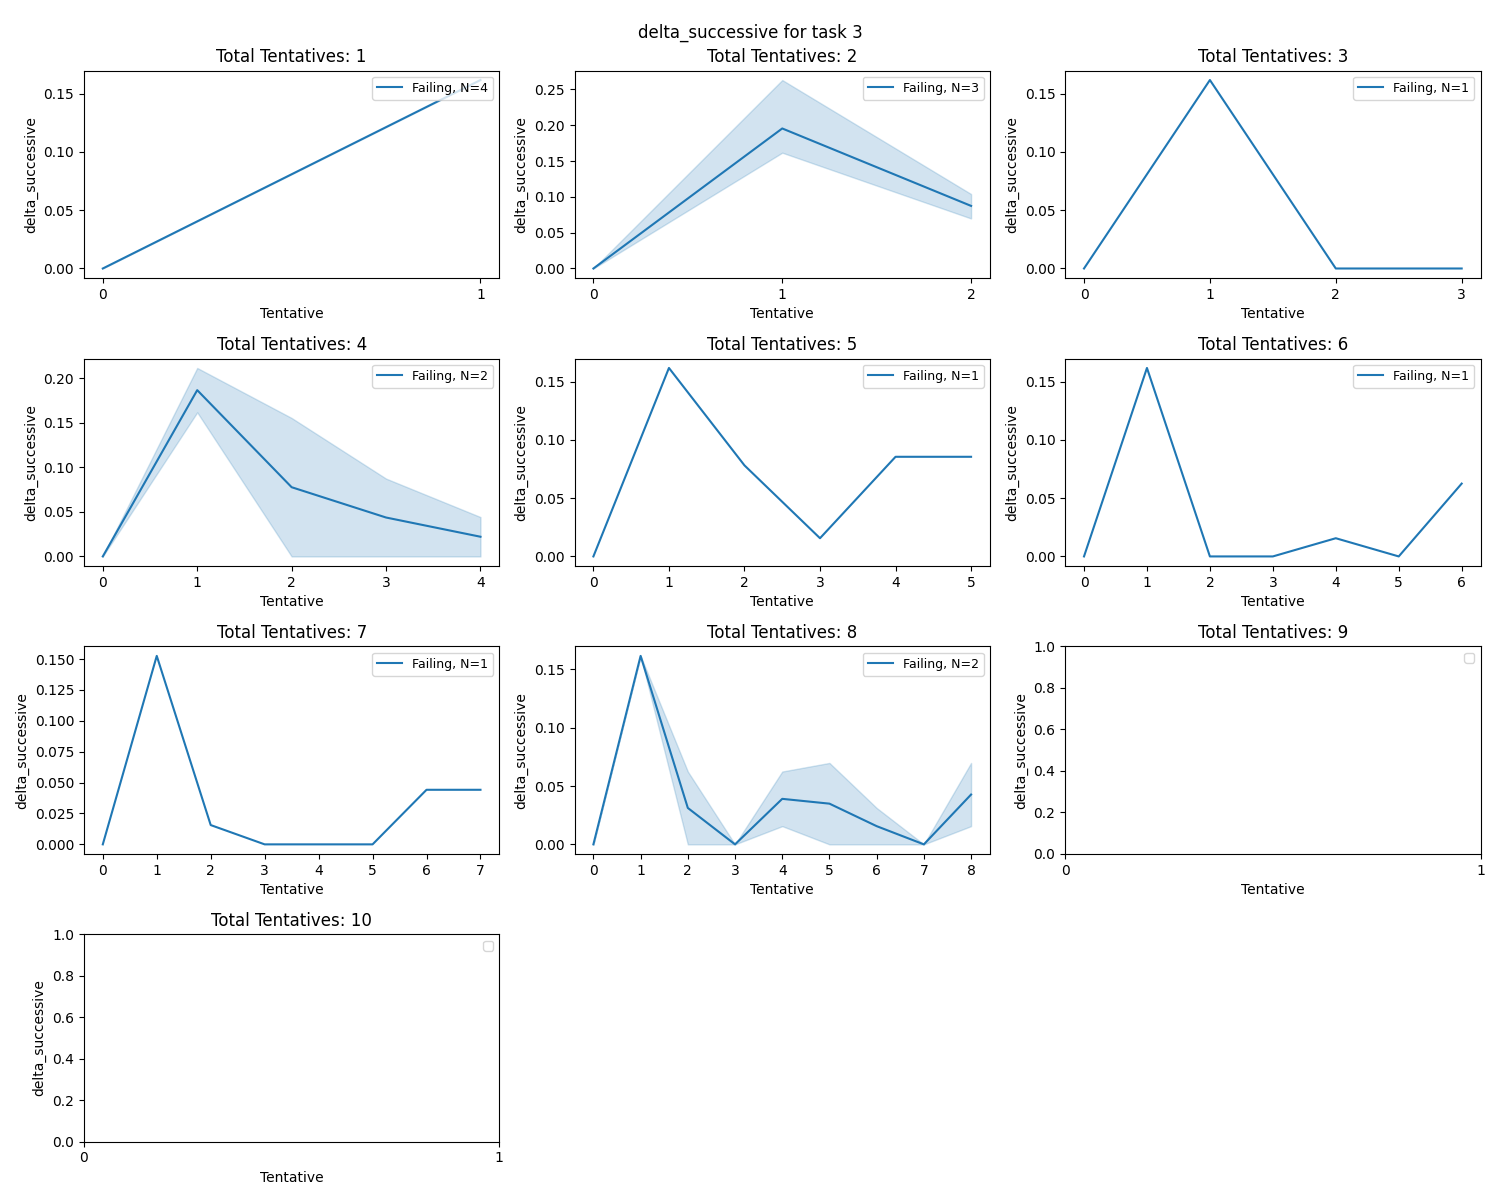 delta_successive for task 3
Total Tentatives: 1
Failing, N=4
0.15
0.10
0.05
0.00
delta_successive
0 1
Tentative
Total Tentatives: 2
Failing, N=3
0.25
0.20
0.15
0.10
0.05
0.00
delta_successive
0 1 2
Tentative
Total Tentatives: 3
Failing, N=1
0.15
0.10
0.05
0.00
delta_successive
0 1 2 3
Tentative
Total Tentatives: 4
Failing, N=2
0.20
0.15
0.10
0.05
0.00
delta_successive
0 1 2 3 4
Tentative
Total Tentatives: 5
Failing, N=1
0.15
0.10
0.05
0.00
delta_successive
0 1 2 3 4 5
Tentative
Total Tentatives: 6
Failing, N=1
0.15
0.10
0.05
0.00
delta_successive
0 1 2 3 4 5 6
Tentative
Total Tentatives: 7
Failing, N=1
0.150
0.125
0.100
0.075
0.050
0.025
0.000
delta_successive
0 1 2 3 4 5 6 7
Tentative
Total Tentatives: 8
Failing, N=2
0.15
0.10
0.05
0.00
delta_successive
0 1 2 3 4 5 6 7 8
Tentative
Total Tentatives: 9
1.0
0.8
0.6
0.4
0.2
0.0
delta_successive
0 1
Tentative
Total Tentatives: 10
1.0
0.8
0.6
0.4
0.2
0.0
delta_successive
0 1
Tentative